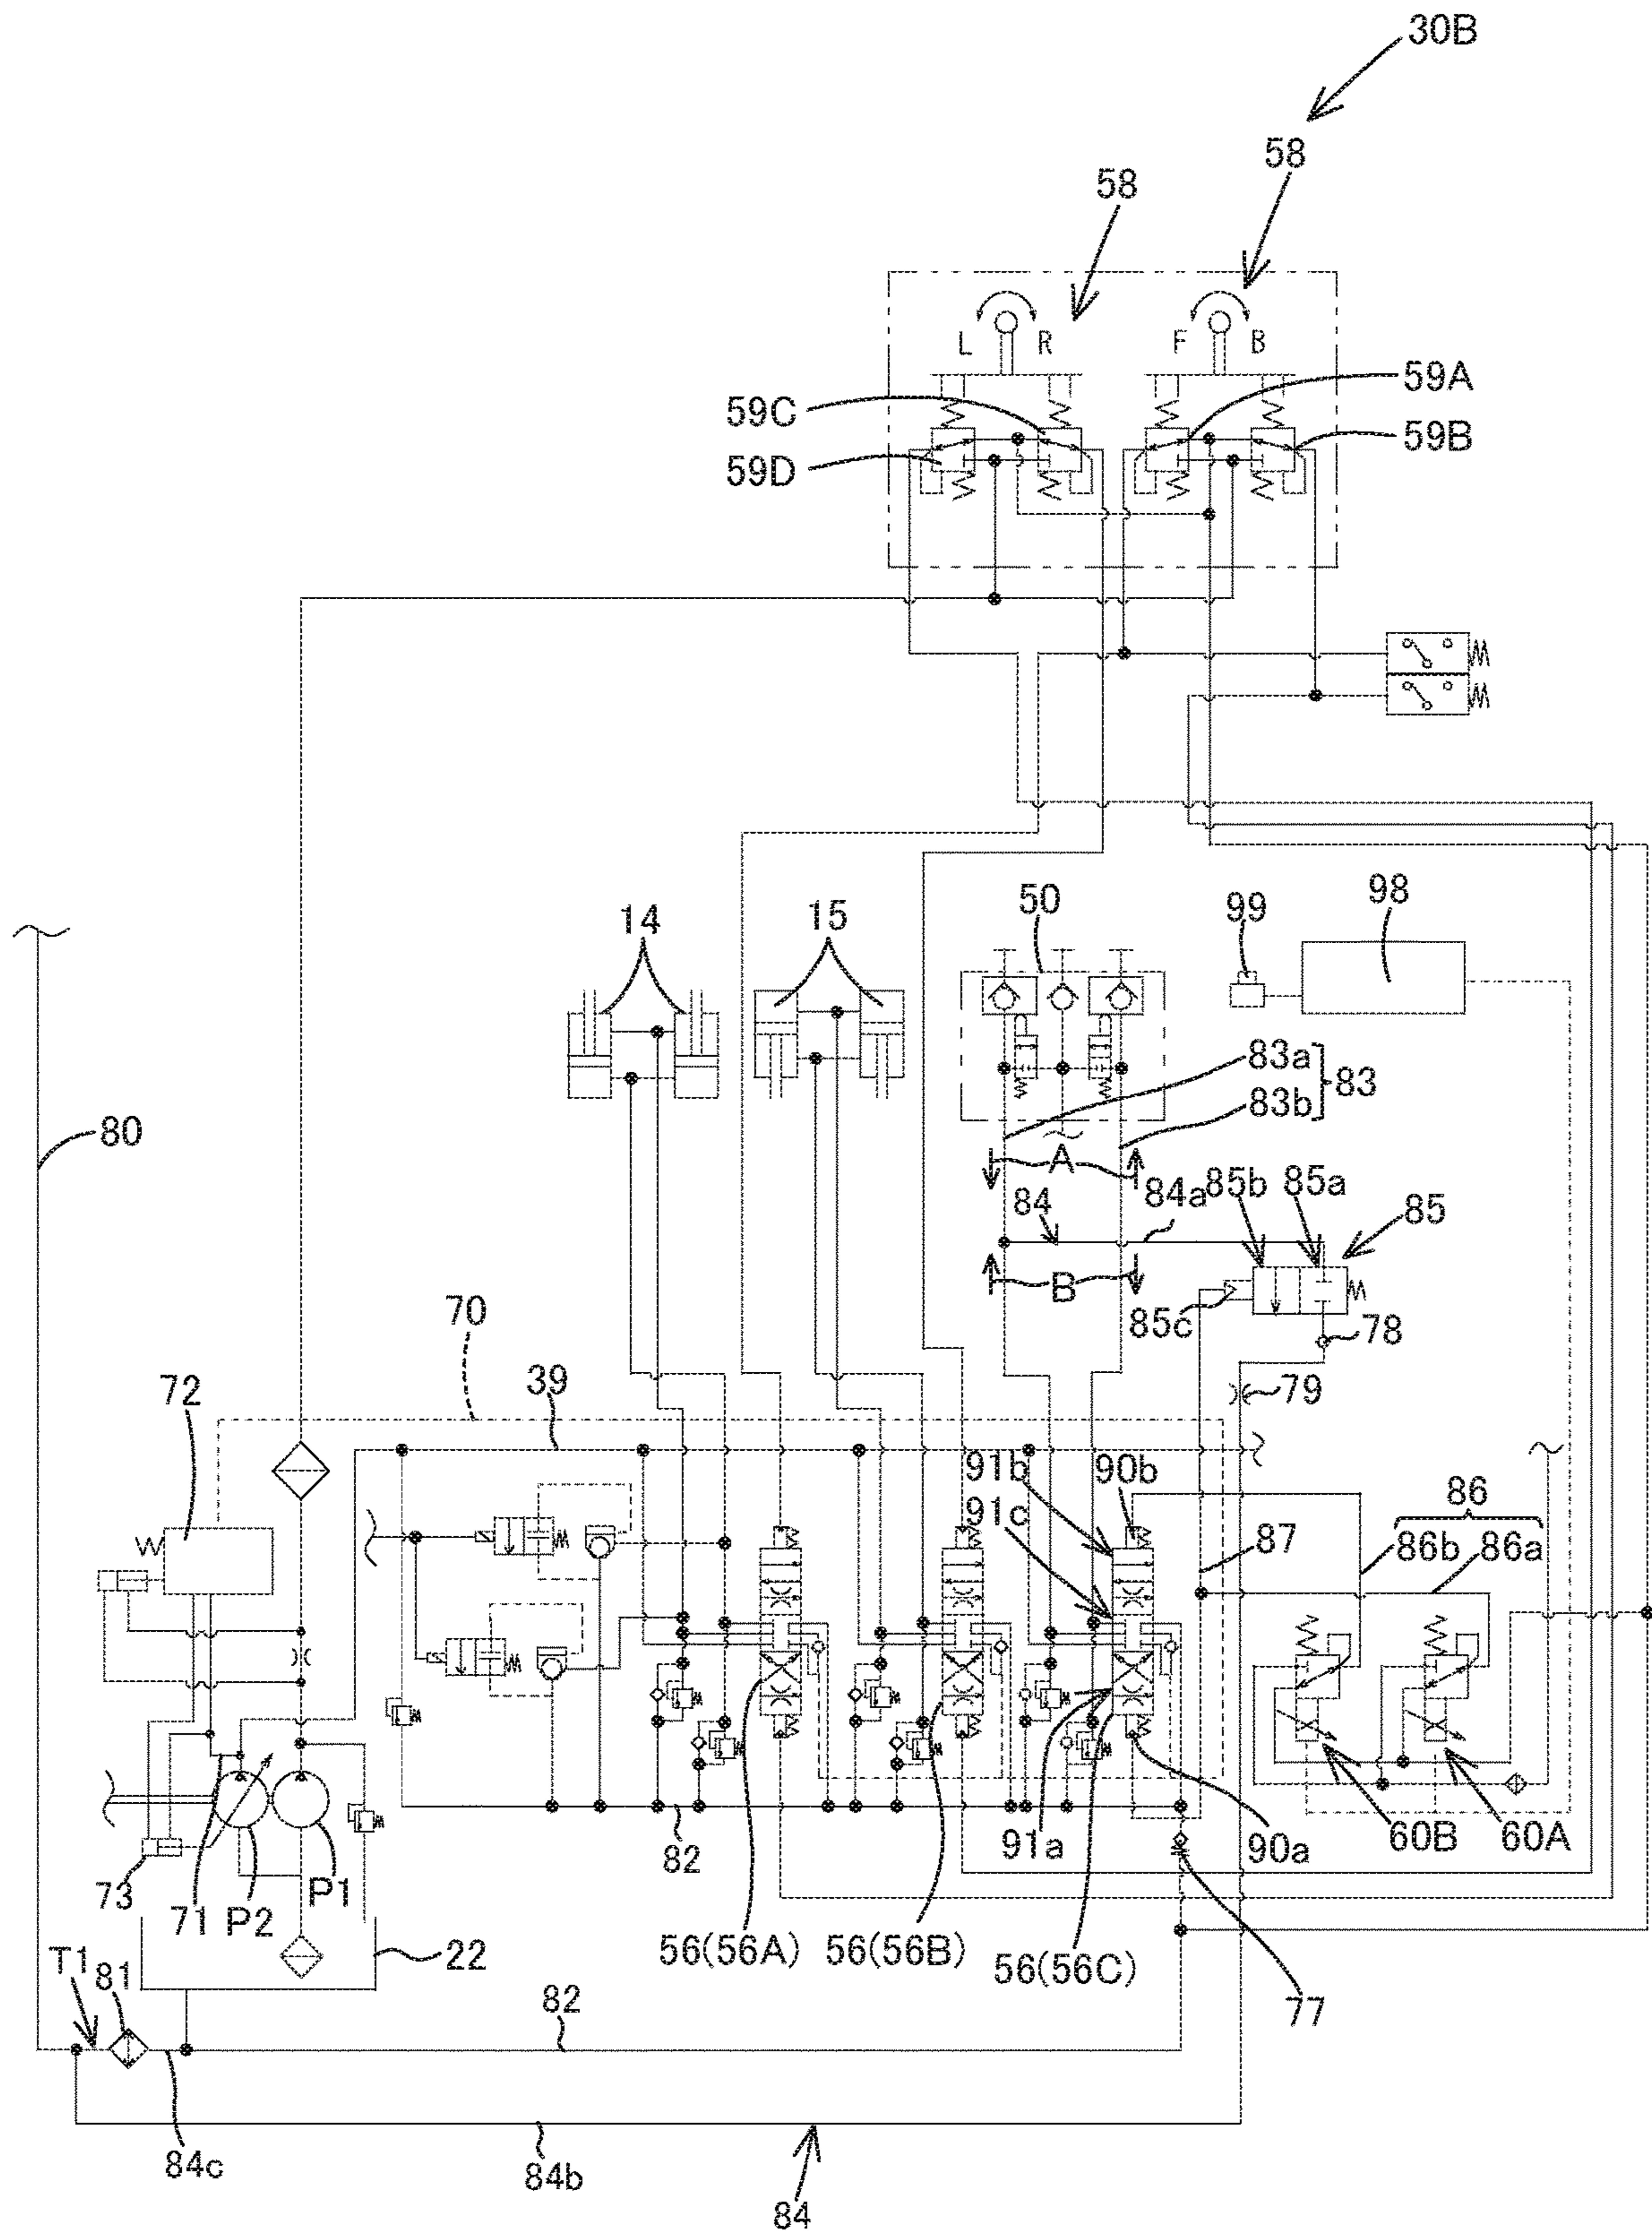 30B
58
58
L R F B
59C
59A
59D
59B
14
15
50
99
98
83a
83
83b
80
A
84
84a
85b
85a
85
B
85c
78
70
72
39
79
91b
90b
91c
86
87
86b
86a
82
91a
90a
60B
60A
73
71
P2
P1
22
56(56A)
56(56B)
56(56C)
77
T1
81
82
84c
84b
84